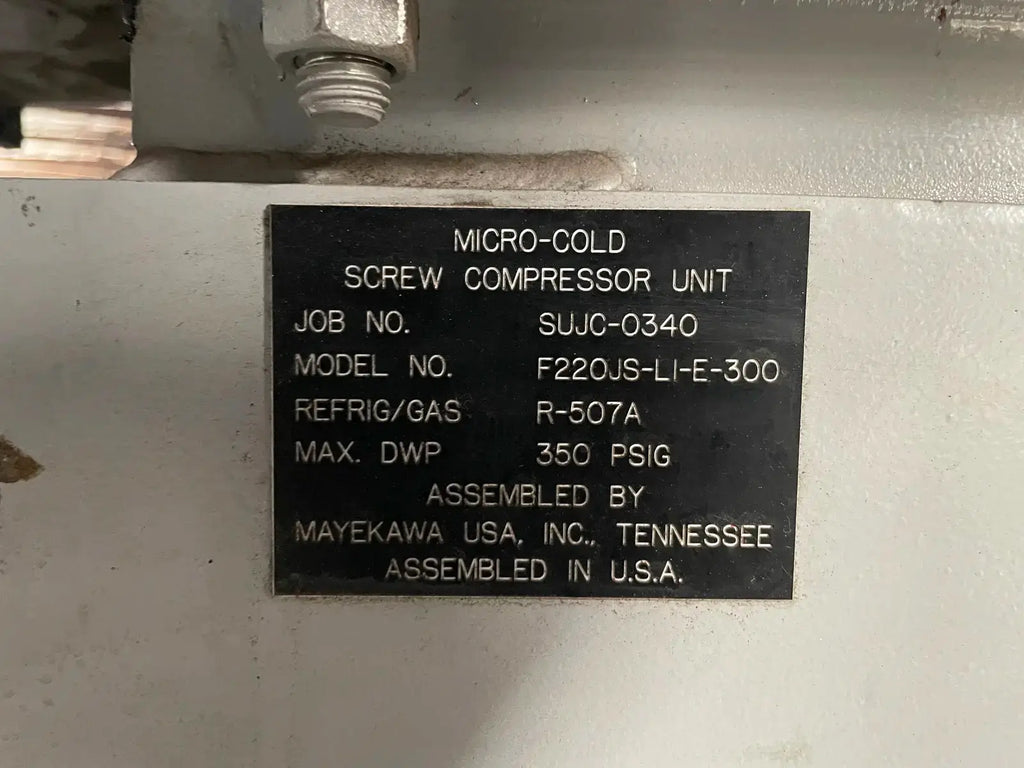 MICRO-COLD
SCREW COMPRESSOR UNIT
JOB NO. SUJC-0340
MODEL NO. F220JS-LI-E-300
REFRIG/GAS R-507A
MAX. DWP 350 PSIG
ASSEMBLED BY
MAYEKAWA USA, INC., TENNESSEE
ASSEMBLED IN U.S.A.